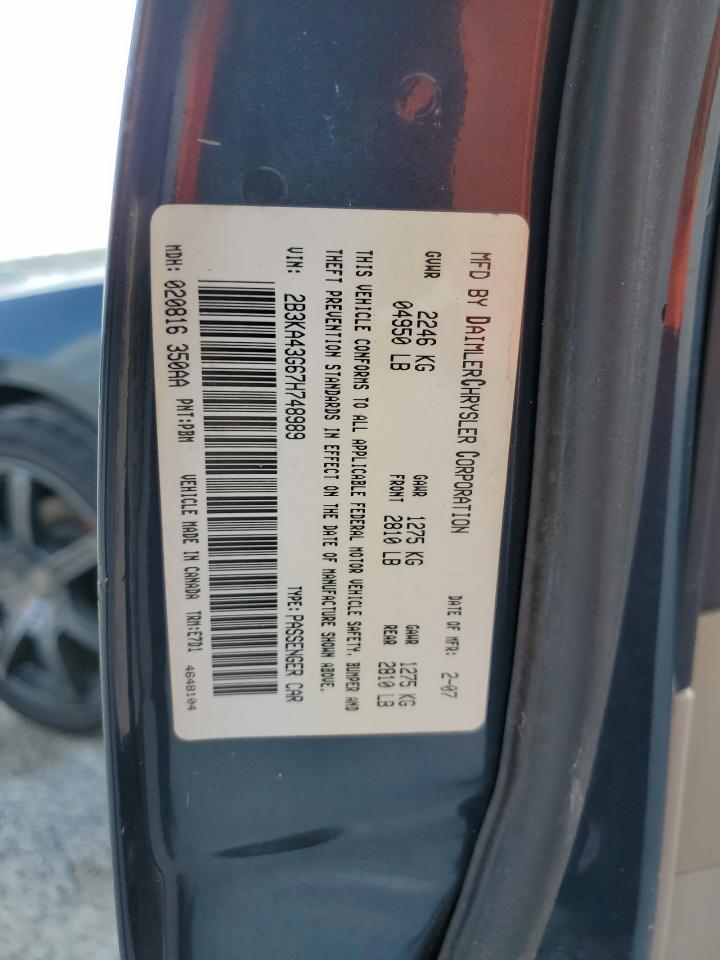 MFD BY DAIMLERCHRYSLER CORPORATION
DATE OF MFR: 2-07
GVWR 2246 KG GAWR 1275 KG GAWR 1275 KG
04950 LB FRONT 2810 LB REAR 2810 LB
THIS VEHICLE CONFORMS TO ALL APPLICABLE FEDERAL MOTOR VEHICLE SAFETY, BUMPER AND
THEFT PREVENTION STANDARDS IN EFFECT ON THE DATE OF MANUFACTURE SHOWN ABOVE.
VIN: 2B3KA43G67H748989 TYPE: PASSENGER CAR
MDH: 020816 350AA PNT:PBM VEHICLE MADE IN CANADA TRM:E7D1
4648104